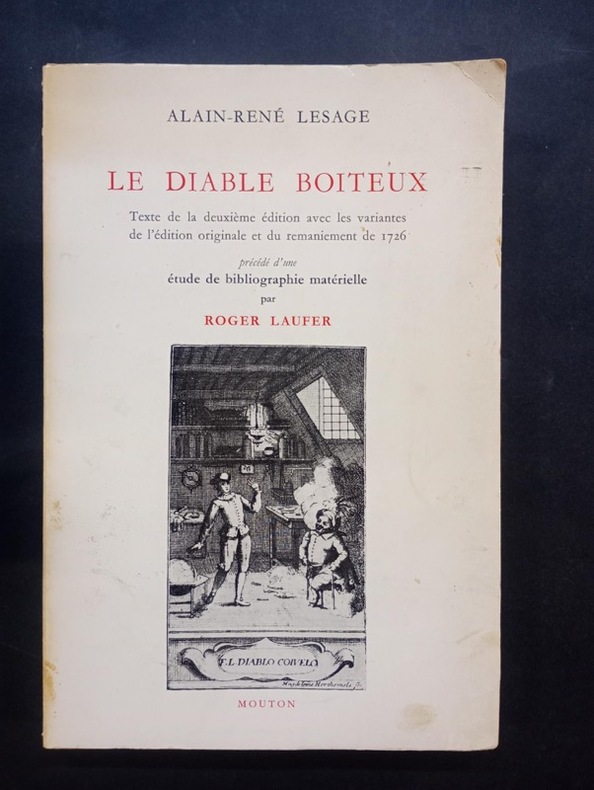 ALAIN-RENÉ LESAGE
LE DIABLE BOITEUX
Texte de la deuxième édition avec les variantes
de l'édition originale et du remaniement de 1726
précédé d'une
étude de bibliographie matérielle
par
ROGER LAUFER
EL DIABLO COIVELO
MOUTON